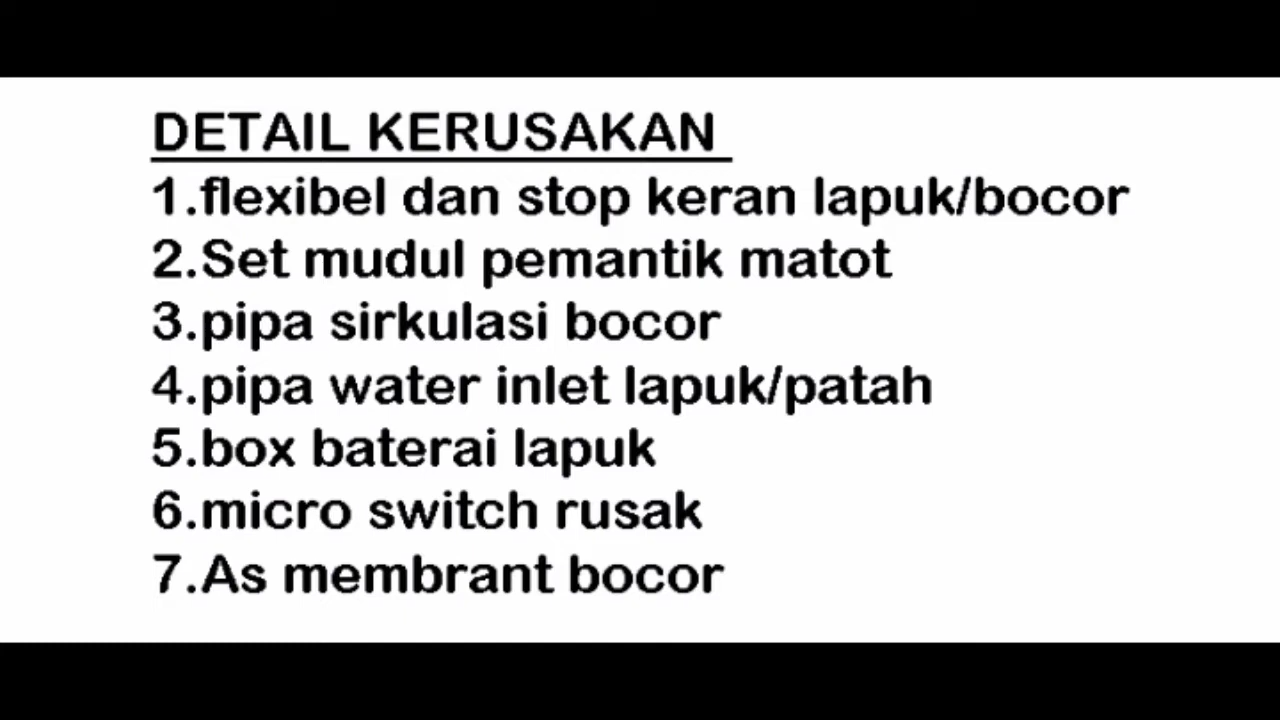 DETAIL KERUSAKAN
1.flexibel dan stop keran lapuk/bocor
2.Set mudul pemantik matot
3.pipa sirkulasi bocor
4.pipa water inlet lapuk/patah
5.box baterai lapuk
6.micro switch rusak
7.As membrant bocor